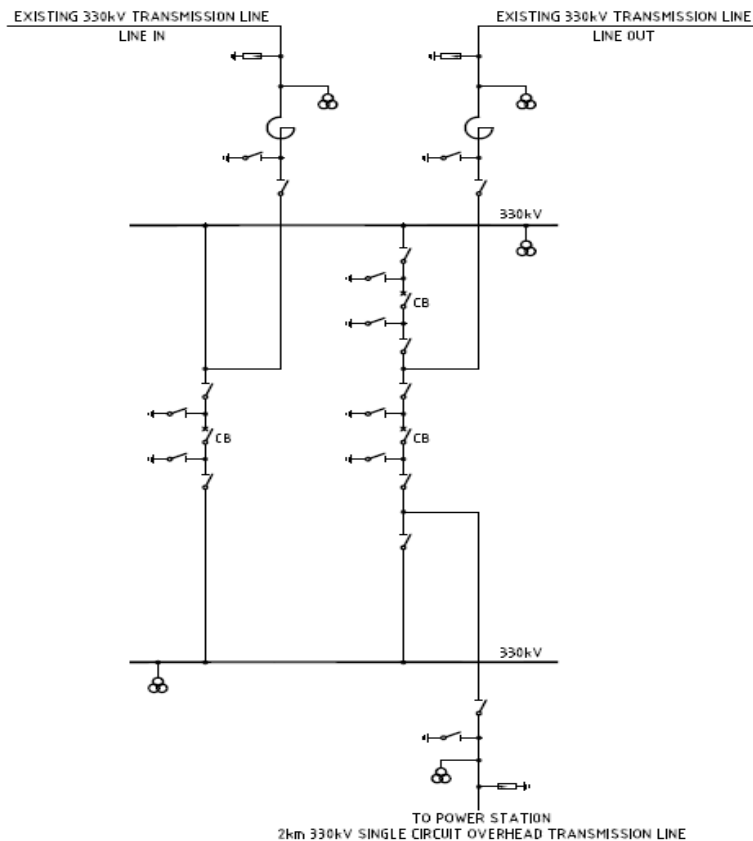 EXISTING 330kV TRANSMISSION LINE
LINE IN
EXISTING 330kV TRANSMISSION LINE
LINE OUT
330kV
CB
CB
CB
330kV
TO POWER STATION
2km 330kV SINGLE CIRCUIT OVERHEAD TRANSMISSION LINE